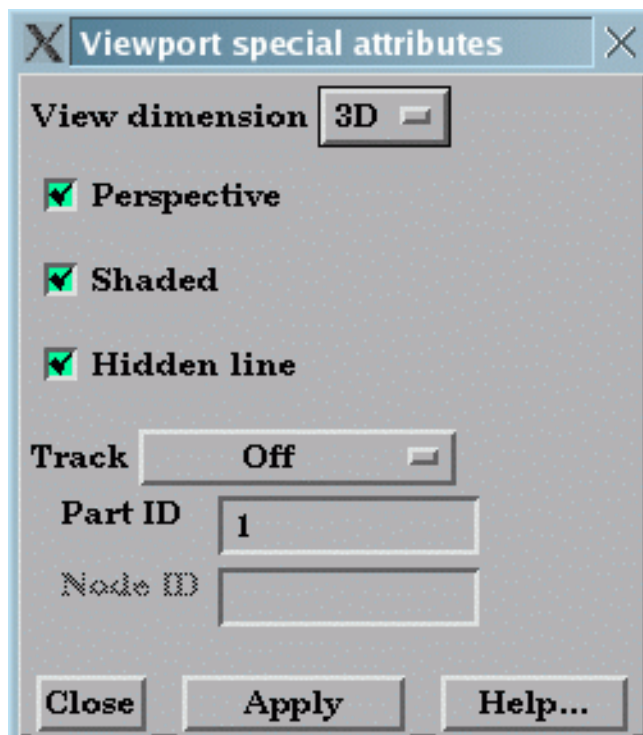 Viewport special attributes
View dimension 3D
Perspective
Shaded
Hidden line
Track Off
Part ID 1
Node ID
Close Apply Help...